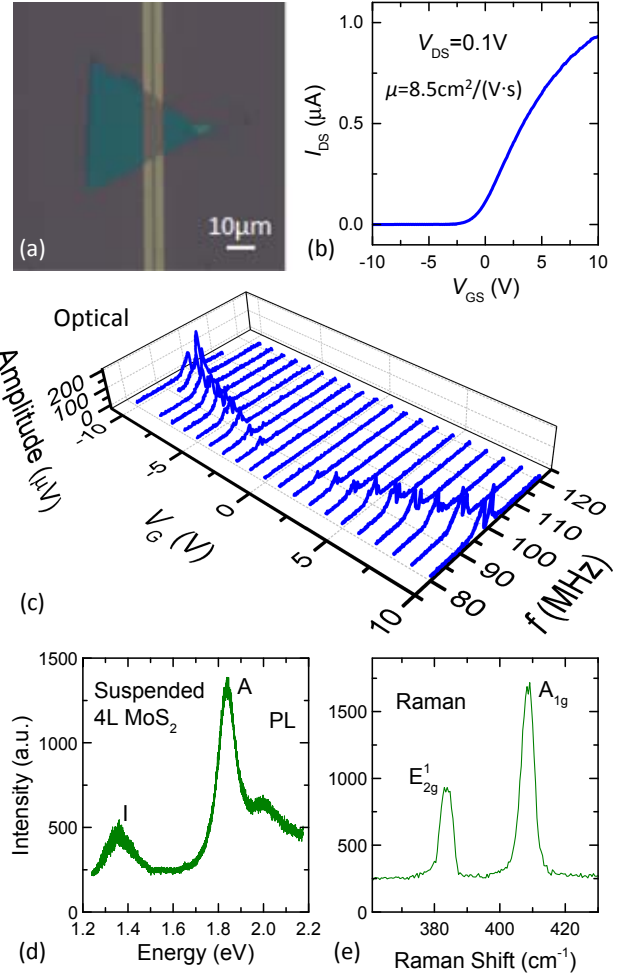 10μm
(a)
1.0
0.5
0.0
I_DS (μA)
V_DS=0.1V
μ=8.5cm²/(V·s)
-10 -5 0 5 10
V_GS (V)
(b)
Optical
Amplitude (μV)
200
100
0
-10
-5
0
5
10
V_G (V)
80
90
100
110
120
f (MHz)
(c)
1500
1000
500
0
Intensity (a.u.)
Suspended
4L MoS₂
A
PL
I
1.2 1.4 1.6 1.8 2.0 2.2
Energy (eV)
(d)
1500
1000
500
0
Raman
A_1g
E¹_2g
380 400 420
Raman Shift (cm⁻¹)
(e)